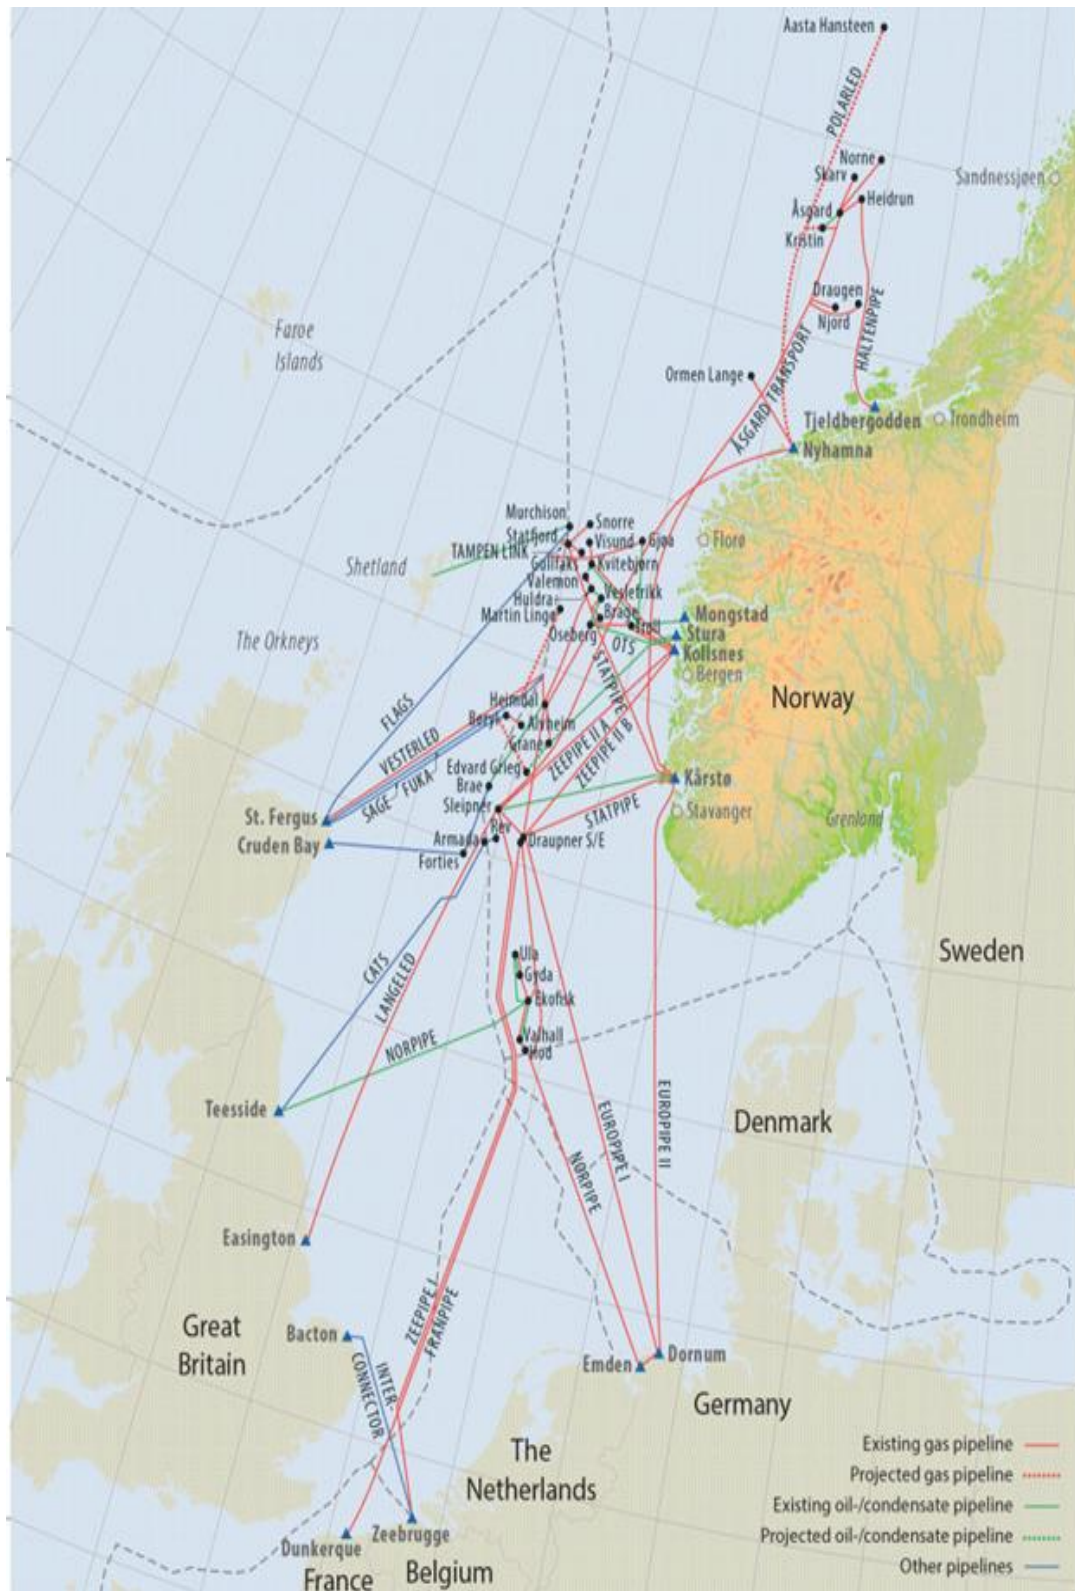 Aasta Hansteen
POLARLED
Norne
Skarv
Sandnessjøen
Heidrun
Åsgard
Kristin
Draugen
Njord
HALTENPIPE
Faroe
Islands
ÅSGARD TRANSPORT
Ormen Lange
Tjeldbergodden
Trondheim
Nyhamna
Murchison
Snorre
Statfjord
Visund
Gjøa
Florø
TAMPEN LINK
Gullfaks
Kvitebjørn
Shetland
Valemon
Huldra
Veslefrikk
Martin Linge
Brage
Mongstad
Oseberg
Troll
Stura
OTS
Kollsnes
The Orkneys
Bergen
STATPIPE
FLAGS
Heimdal
Norway
Beryl
Alvheim
VESTERLED
Grane
ZEEPIPE II A
ZEEPIPE II B
SAGE
FUKA
Edvard Grieg
Brae
Kårstø
Sleipner
STATPIPE
Stavanger
Grenland
St. Fergus
Rev
Cruden Bay
Armada
Draupner S/E
Forties
CATS
LANGELED
Ula
Gyda
Sweden
Ekofisk
NORPIPE
Valhall
Hod
Teesside
Denmark
EUROPIPE I
EUROPIPE II
NORPIPE
Easington
ZEEPIPE I
FRANPIPE
Great
Britain
Bacton
INTER-
CONNECTOR
Emden
Dornum
Germany
The
Netherlands
Existing gas pipeline
Projected gas pipeline
Existing oil-/condensate pipeline
Projected oil-/condensate pipeline
Other pipelines
Zeebrugge
Dunkerque
Belgium
France